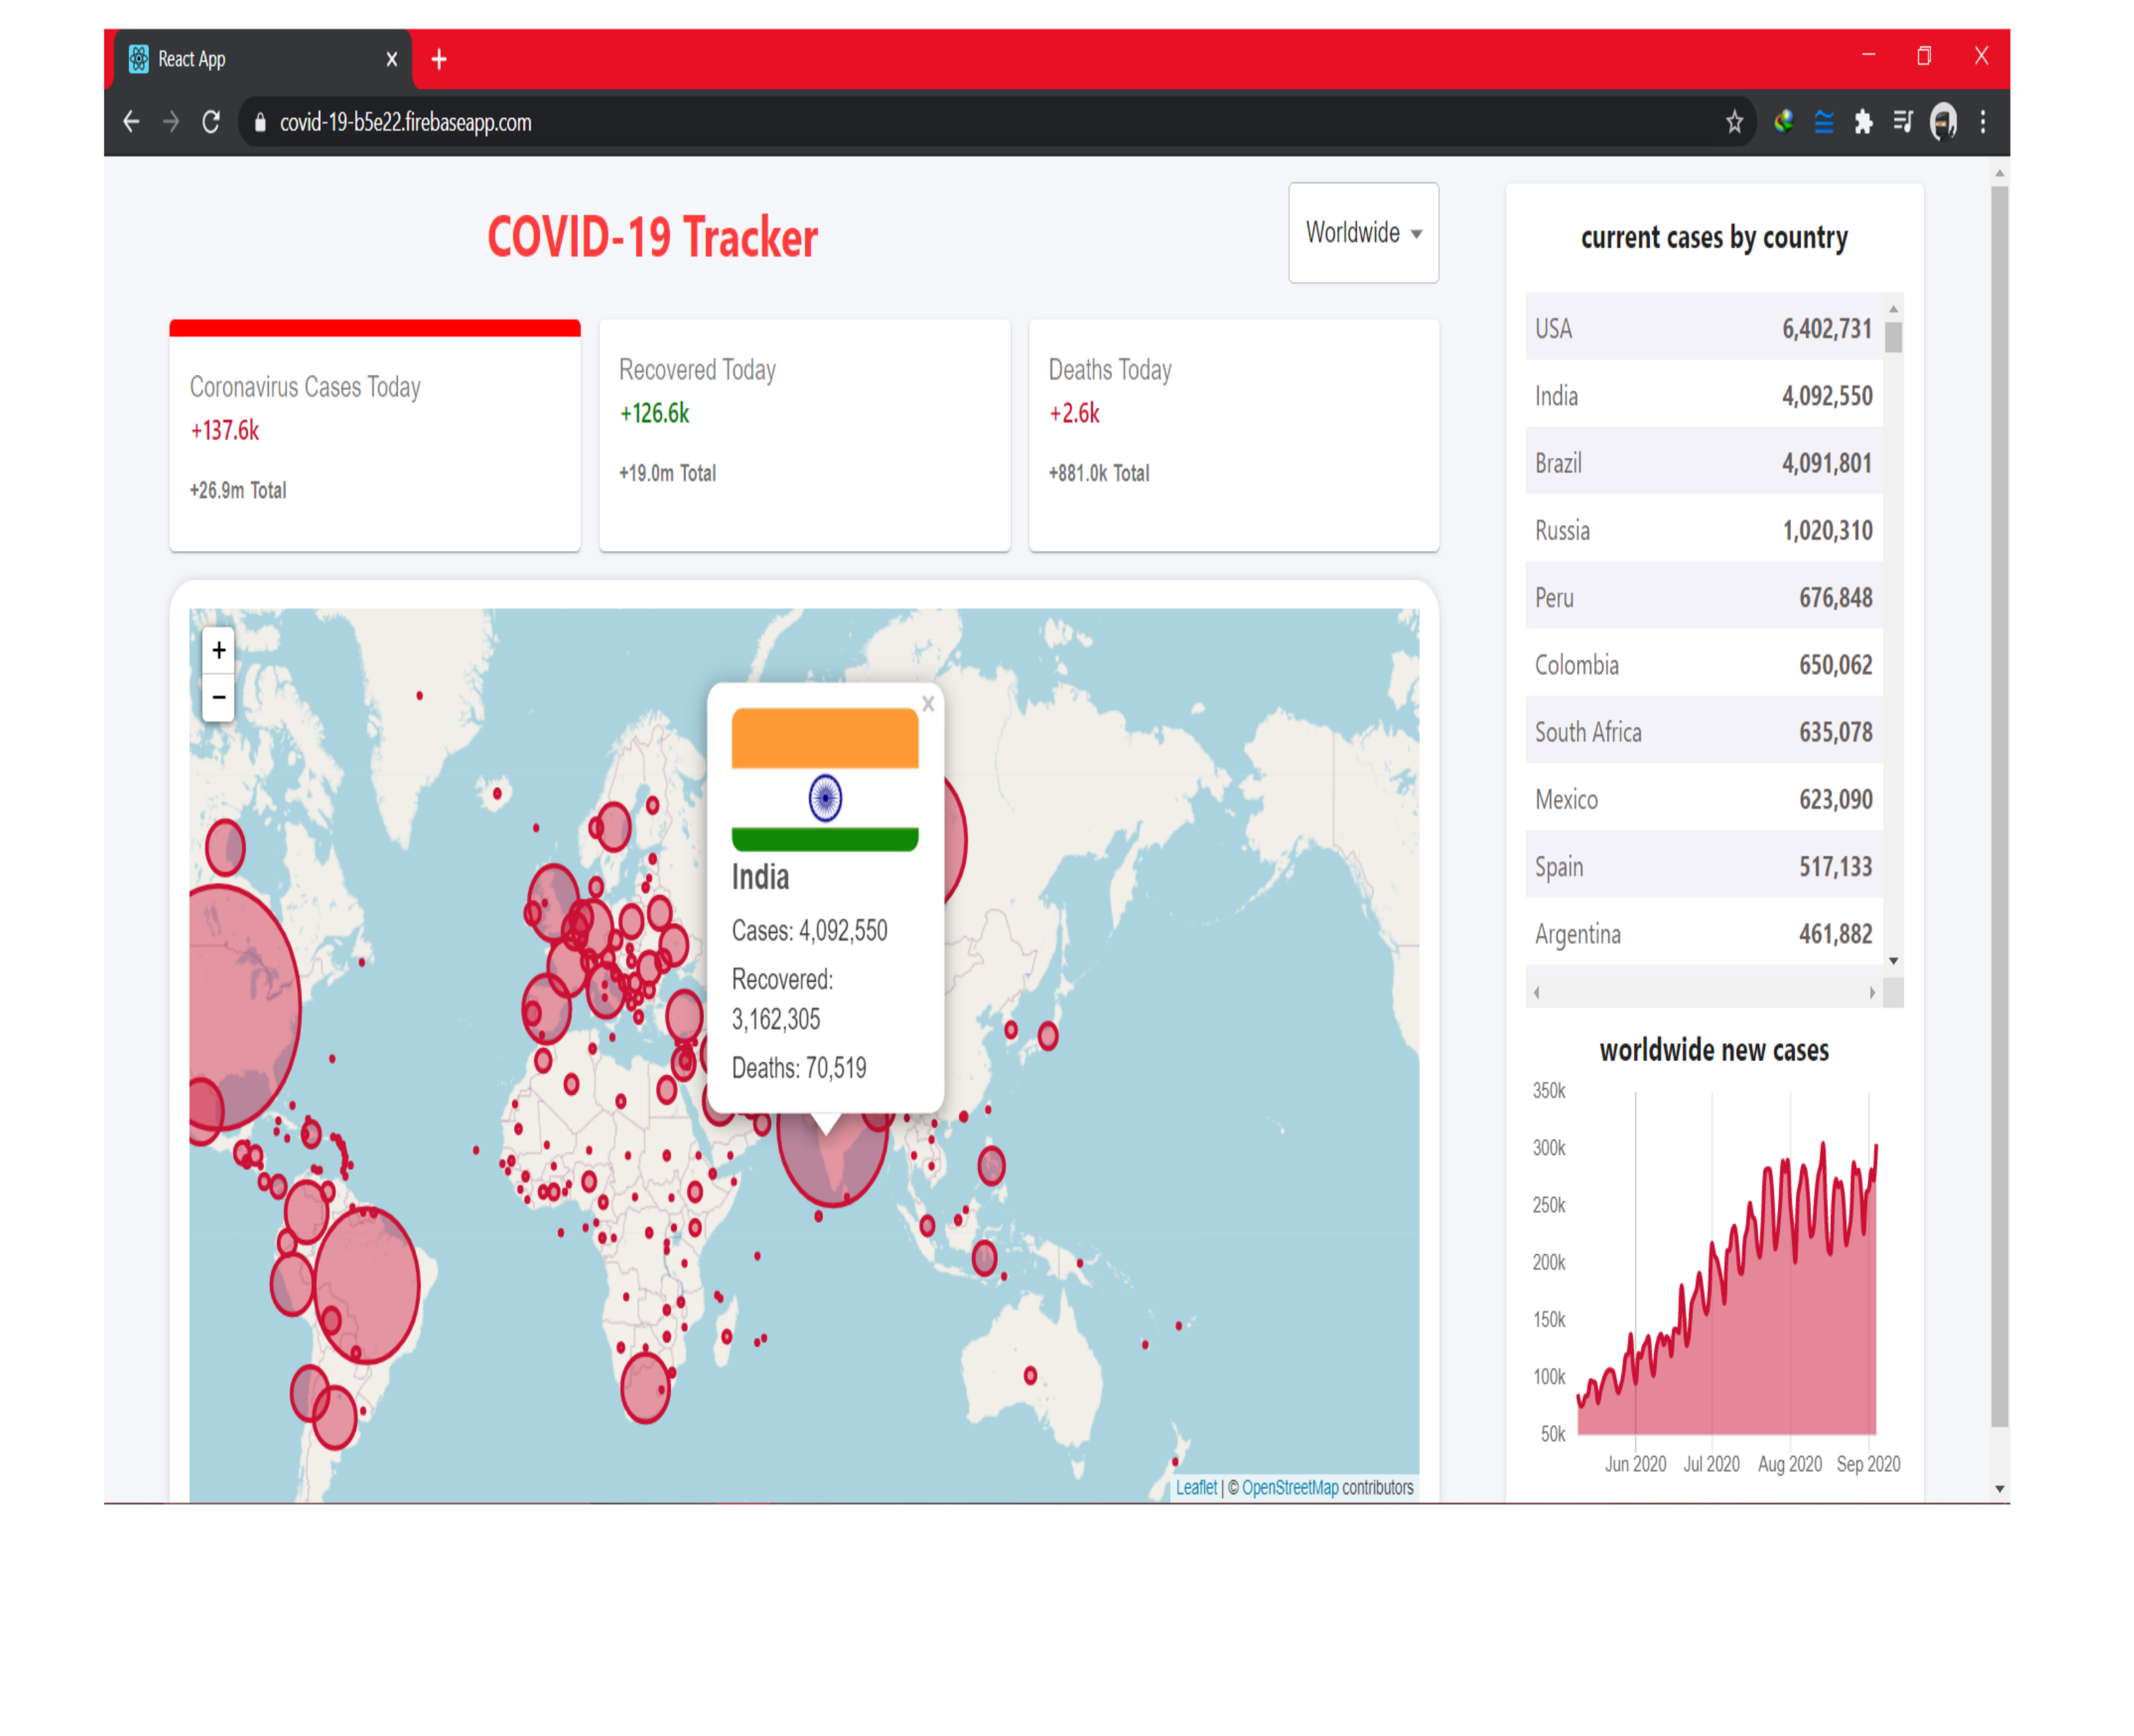 React App
covid-19-b5e22.firebaseapp.com
COVID-19 Tracker
Worldwide
Coronavirus Cases Today
+137.6k
+26.9m Total
Recovered Today
+126.6k
+19.0m Total
Deaths Today
+2.6k
+881.0k Total
+
−
India
Cases: 4,092,550
Recovered:
3,162,305
Deaths: 70,519
Leaflet | © OpenStreetMap contributors
current cases by country
USA 6,402,731
India 4,092,550
Brazil 4,091,801
Russia 1,020,310
Peru 676,848
Colombia 650,062
South Africa 635,078
Mexico 623,090
Spain 517,133
Argentina 461,882
worldwide new cases
350k
300k
250k
200k
150k
100k
50k
Jun 2020 Jul 2020 Aug 2020 Sep 2020